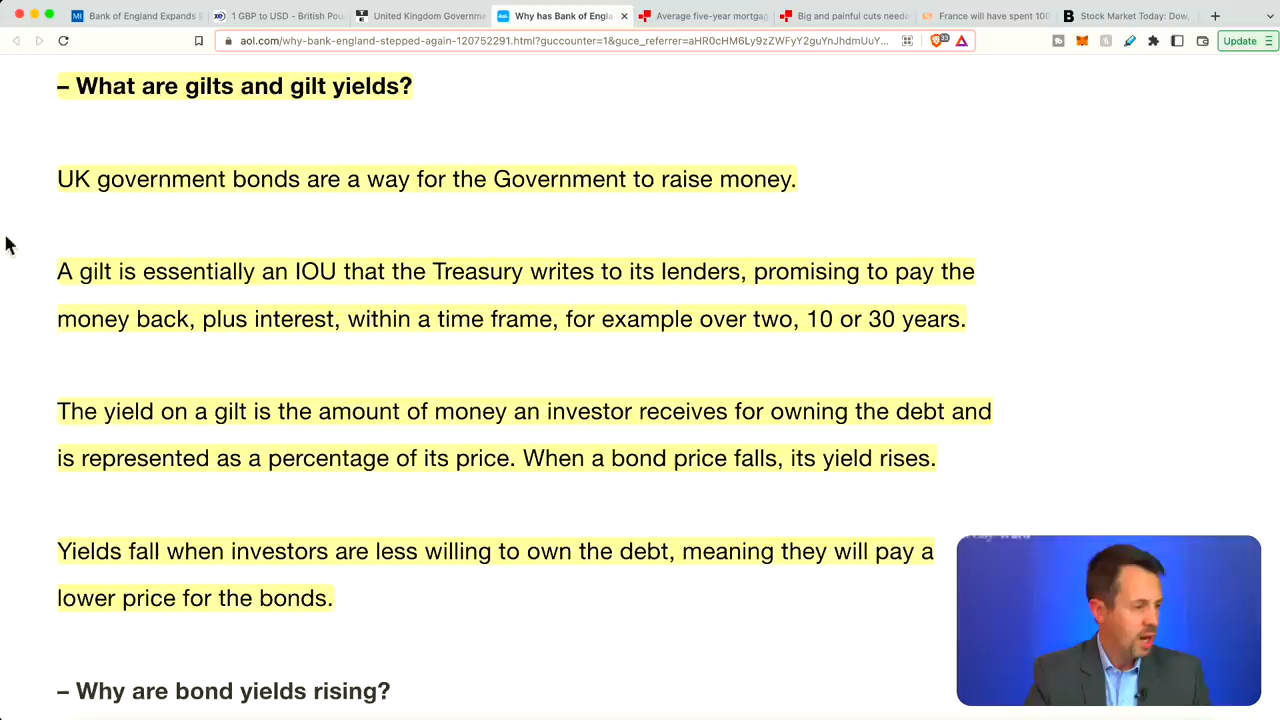 Bank of England Expands
1 GBP to USD - British Pou
United Kingdom Governme
Why has Bank of Engla
Average five-year mortgag
Big and painful cuts neede
France will have spent 100
Stock Market Today: Dow,
aol.com/why-bank-england-stepped-again-120752291.html?guccounter=1&guce_referrer=aHR0cHM6Ly9zZWFyY2guYnJhdmUuY...
33
Update
– What are gilts and gilt yields?
UK government bonds are a way for the Government to raise money.
A gilt is essentially an IOU that the Treasury writes to its lenders, promising to pay the
money back, plus interest, within a time frame, for example over two, 10 or 30 years.
The yield on a gilt is the amount of money an investor receives for owning the debt and
is represented as a percentage of its price. When a bond price falls, its yield rises.
Yields fall when investors are less willing to own the debt, meaning they will pay a
lower price for the bonds.
– Why are bond yields rising?